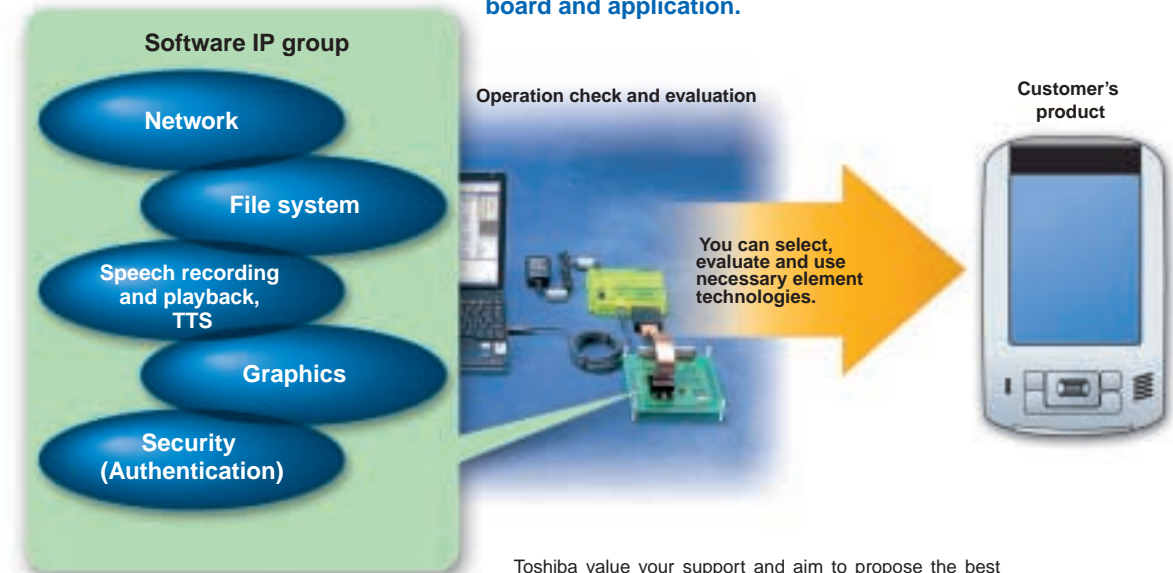 board and application.
Software IP group
Network
File system
Speech recording
and playback,
TTS
Graphics
Security
(Authentication)
Operation check and evaluation
You can select,
evaluate and use
necessary element
technologies.
Customer's
product
Toshiba value your support and aim to propose the best